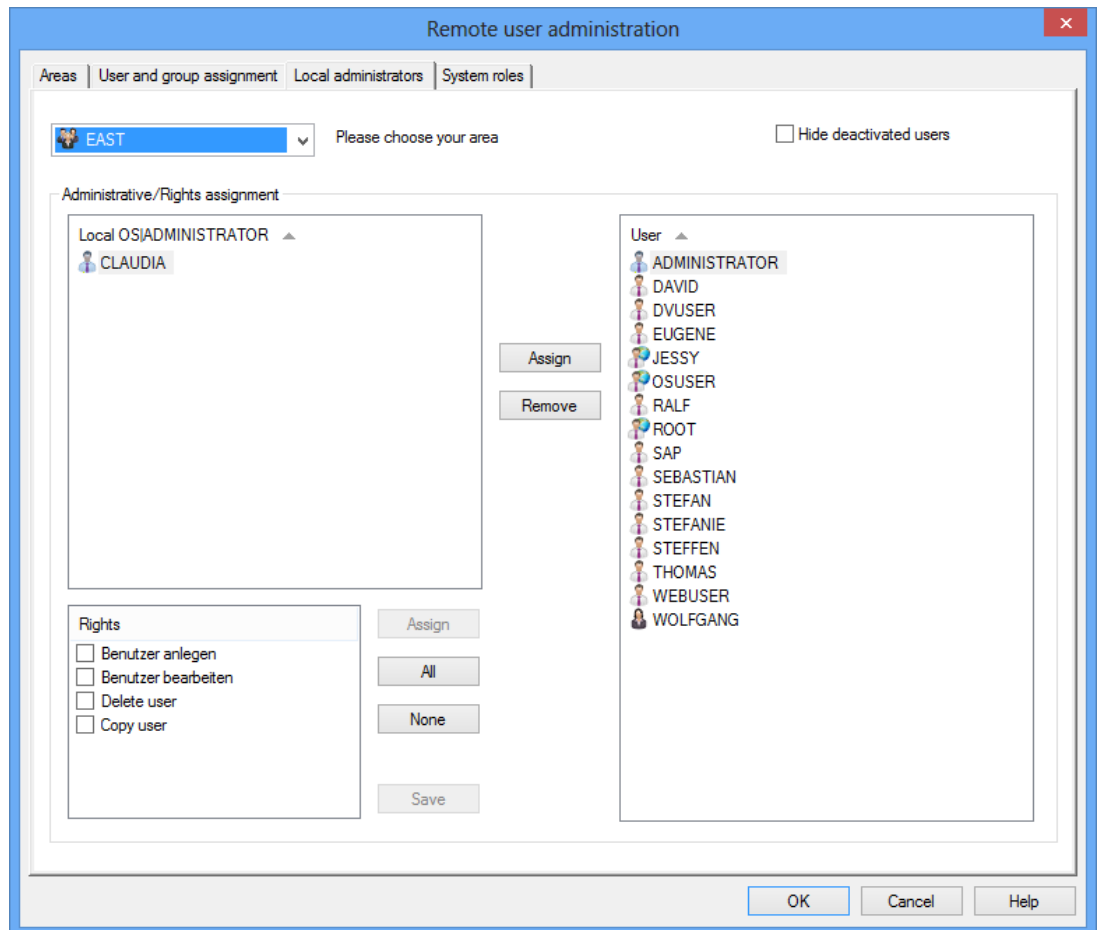 Remote user administration
Areas User and group assignment Local administrators System roles
EAST Please choose your area Hide deactivated users
Administrative/Rights assignment
Local OS|ADMINISTRATOR
CLAUDIA
Assign
Remove
User
ADMINISTRATOR
DAVID
DVUSER
EUGENE
JESSY
OSUSER
RALF
ROOT
SAP
SEBASTIAN
STEFAN
STEFANIE
STEFFEN
THOMAS
WEBUSER
WOLFGANG
Rights
Benutzer anlegen
Benutzer bearbeiten
Delete user
Copy user
Assign
All
None
Save
OK Cancel Help